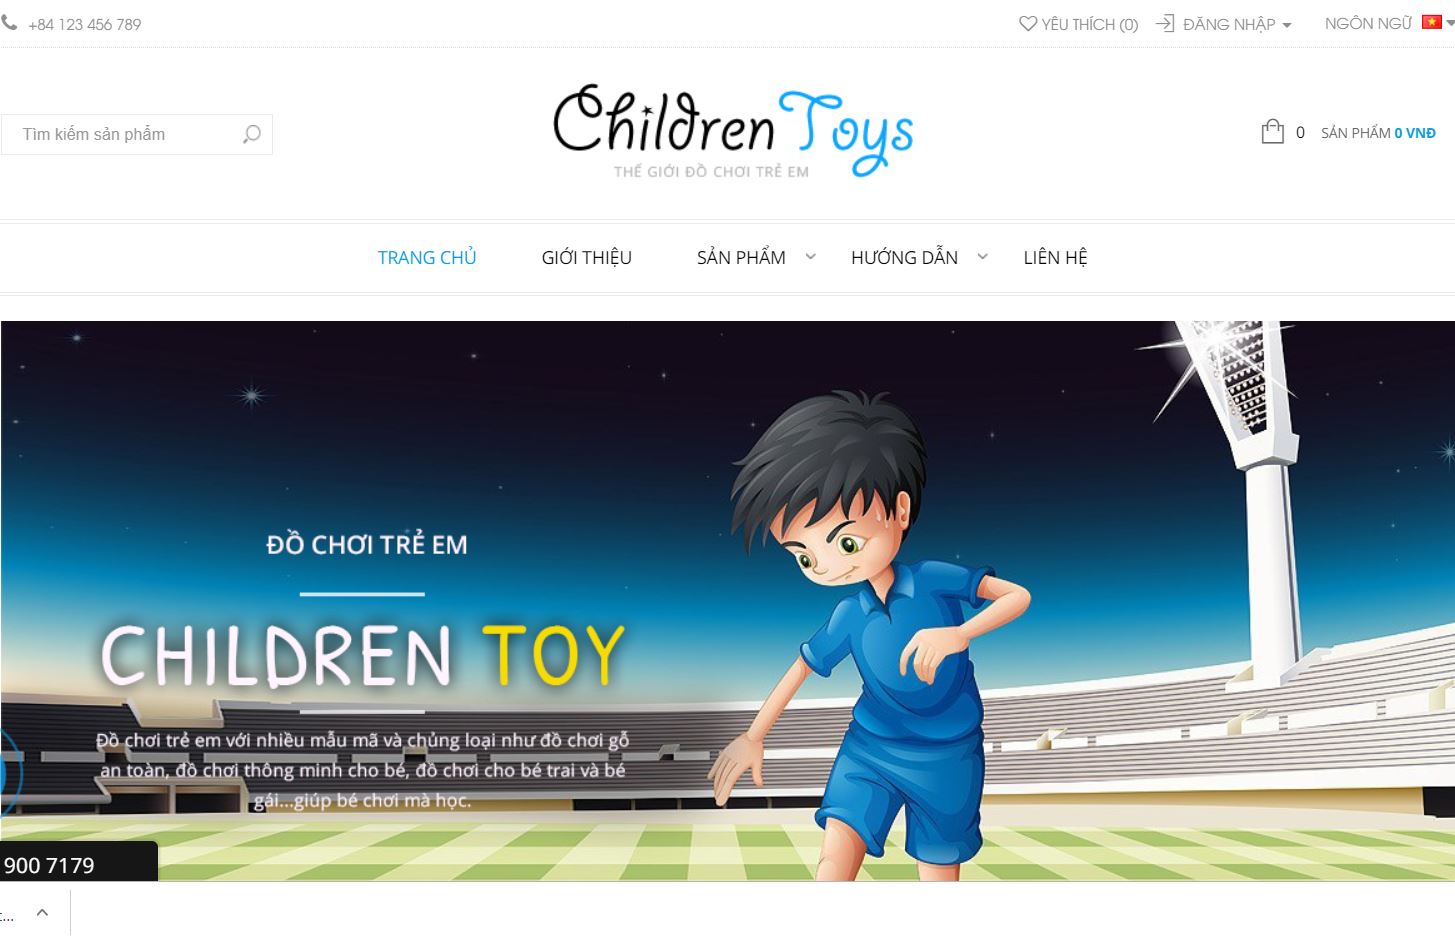 +84 123 456 789
YÊU THÍCH (0)
ĐĂNG NHẬP
NGÔN NGỮ
Tìm kiếm sản phẩm
Children Toys
THẾ GIỚI ĐỒ CHƠI TRẺ EM
0 SẢN PHẨM 0 VNĐ
TRANG CHỦ
GIỚI THIỆU
SẢN PHẨM
HƯỚNG DẪN
LIÊN HỆ
ĐỒ CHƠI TRẺ EM
CHILDREN TOY
Đồ chơi trẻ em với nhiều mẫu mã và chủng loại như đồ chơi gỗ
an toàn, đồ chơi thông minh cho bé, đồ chơi cho bé trai và bé
gái...giúp bé chơi mà học.
900 7179